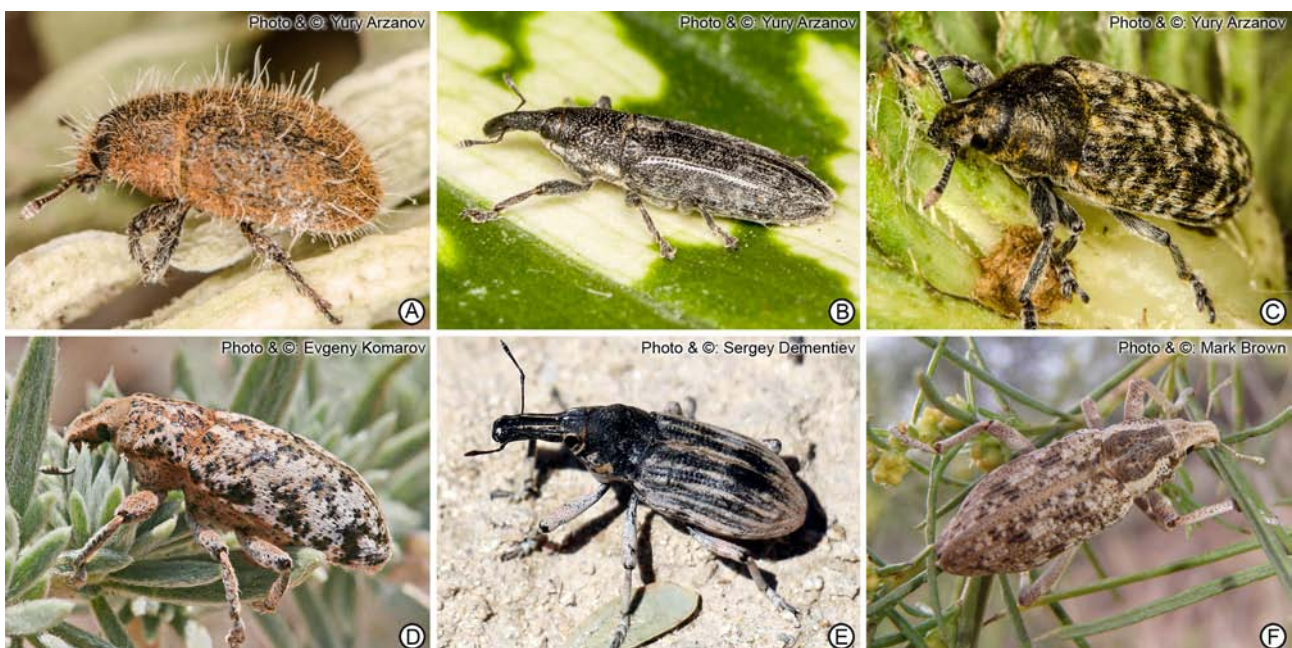 Photo & ©: Yury Arzanov
A
Photo & ©: Yury Arzanov
B
Photo & ©: Yury Arzanov
C
Photo & ©: Evgeny Komarov
D
Photo & ©: Sergey Dementiev
E
Photo & ©: Mark Brown
F